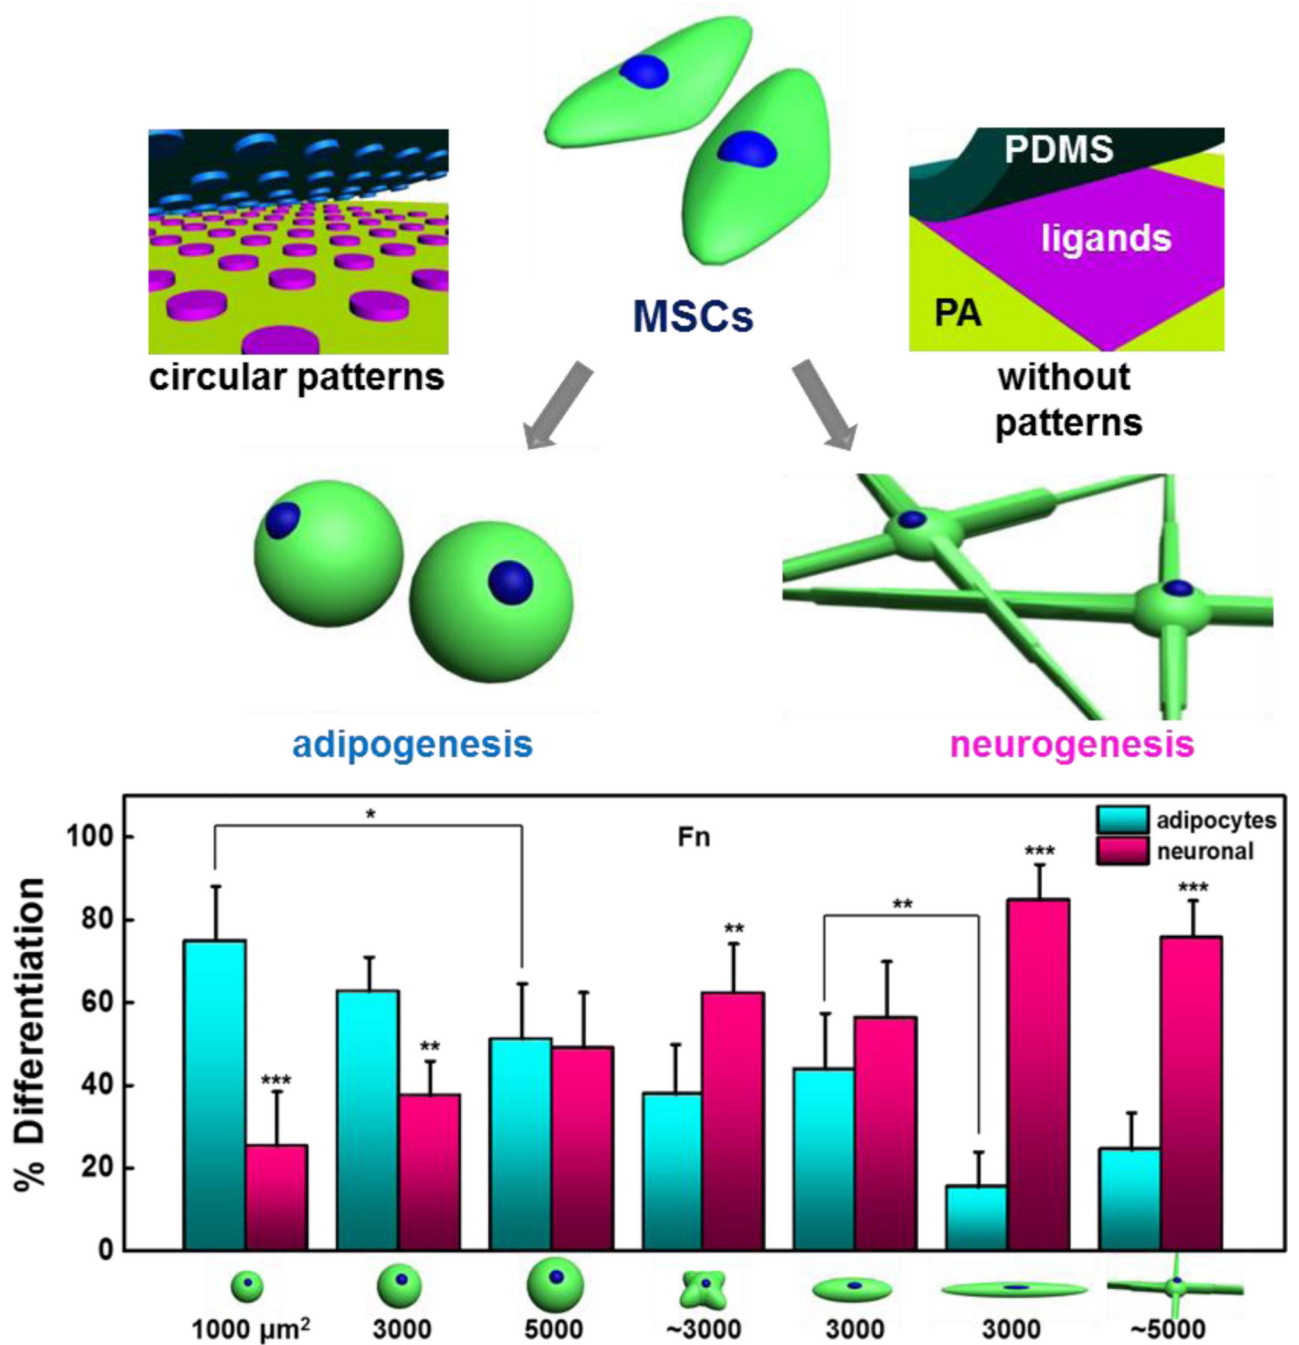 PDMS
ligands
PA
MSCs
circular patterns
without
patterns
adipogenesis
neurogenesis
% Differentiation
100
80
60
40
20
0
Fn
adipocytes
neuronal
*
***
**
**
**
***
***
1000 µm²
3000
5000
~3000
3000
3000
~5000